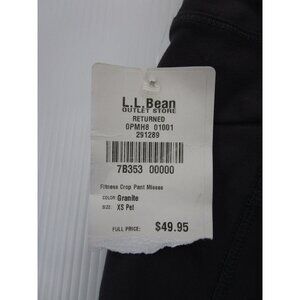 L.L.Bean
OUTLET STORE
RETURNED
0PMH8 01001
291289
7B353 00000
Fitness Crop Pant Misses
COLOR: Granite
SIZE: XS Pet
FULL PRICE: $49.95